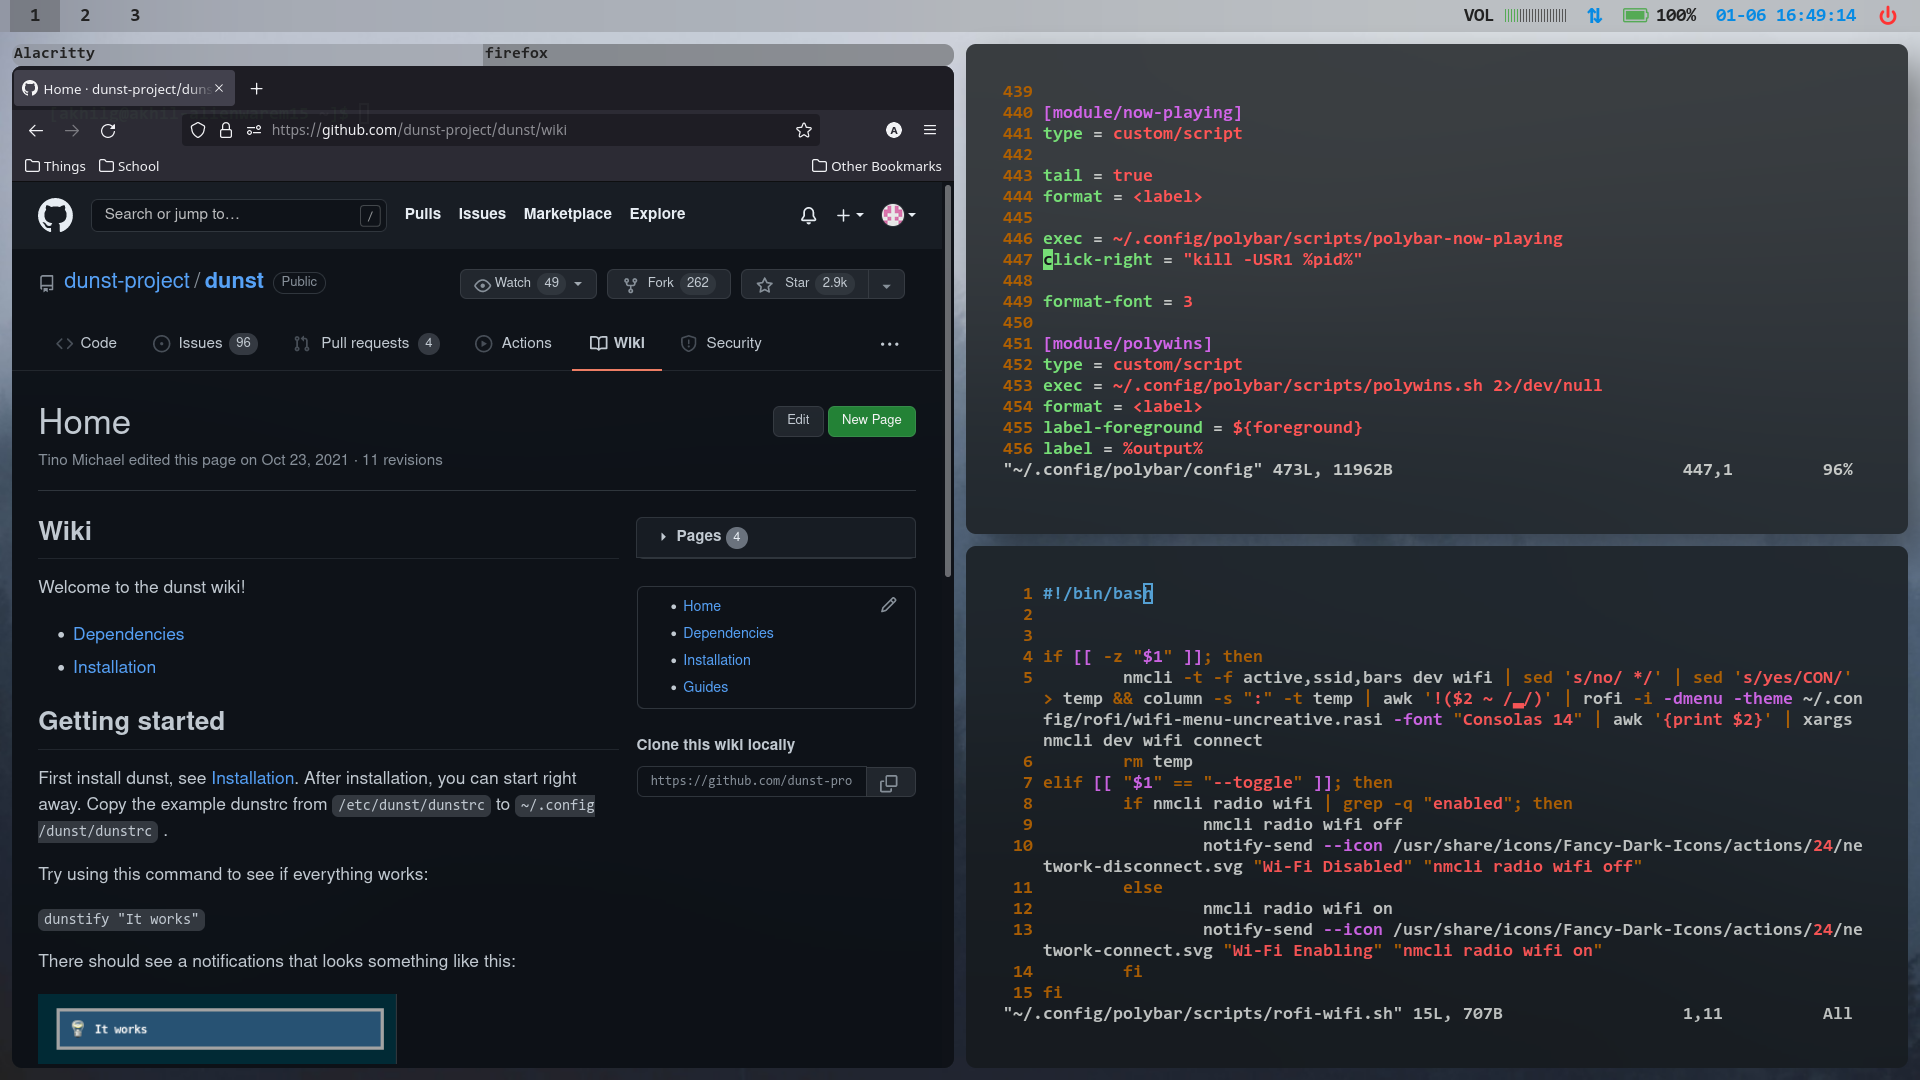 1 2 3
VOL 100% 01-06 16:49:14
Alacritty
firefox
Home · dunst-project/duns
https://github.com/dunst-project/dunst/wiki
A
Things School Other Bookmarks
Search or jump to… / Pulls Issues Marketplace Explore
dunst-project / dunst Public
Watch 49 Fork 262 Star 2.9k
Code Issues 96 Pull requests 4 Actions Wiki Security
Home
Edit New Page
Tino Michael edited this page on Oct 23, 2021 · 11 revisions
Wiki
Welcome to the dunst wiki!
• Dependencies
• Installation
Getting started
First install dunst, see Installation. After installation, you can start right
away. Copy the example dunstrc from /etc/dunst/dunstrc to ~/.config
/dunst/dunstrc .
Try using this command to see if everything works:
dunstify "It works"
There should see a notifications that looks something like this:
It works
Pages 4
• Home
• Dependencies
• Installation
• Guides
Clone this wiki locally
https://github.com/dunst-pro
439
440 [module/now-playing]
441 type = custom/script
442
443 tail = true
444 format = <label>
445
446 exec = ~/.config/polybar/scripts/polybar-now-playing
447 click-right = "kill -USR1 %pid%"
448
449 format-font = 3
450
451 [module/polywins]
452 type = custom/script
453 exec = ~/.config/polybar/scripts/polywins.sh 2>/dev/null
454 format = <label>
455 label-foreground = ${foreground}
456 label = %output%
"~/.config/polybar/config" 473L, 11962B 447,1 96%
1 #!/bin/bash
2
3
4 if [[ -z "$1" ]]; then
5 nmcli -t -f active,ssid,bars dev wifi | sed 's/no/ */' | sed 's/yes/CON/'
> temp && column -s ":" -t temp | awk '!($2 ~ /▂/)' | rofi -i -dmenu -theme ~/.con
fig/rofi/wifi-menu-uncreative.rasi -font "Consolas 14" | awk '{print $2}' | xargs
nmcli dev wifi connect
6 rm temp
7 elif [[ "$1" == "--toggle" ]]; then
8 if nmcli radio wifi | grep -q "enabled"; then
9 nmcli radio wifi off
10 notify-send --icon /usr/share/icons/Fancy-Dark-Icons/actions/24/ne
twork-disconnect.svg "Wi-Fi Disabled" "nmcli radio wifi off"
11 else
12 nmcli radio wifi on
13 notify-send --icon /usr/share/icons/Fancy-Dark-Icons/actions/24/ne
twork-connect.svg "Wi-Fi Enabling" "nmcli radio wifi on"
14 fi
15 fi
"~/.config/polybar/scripts/rofi-wifi.sh" 15L, 707B 1,11 All